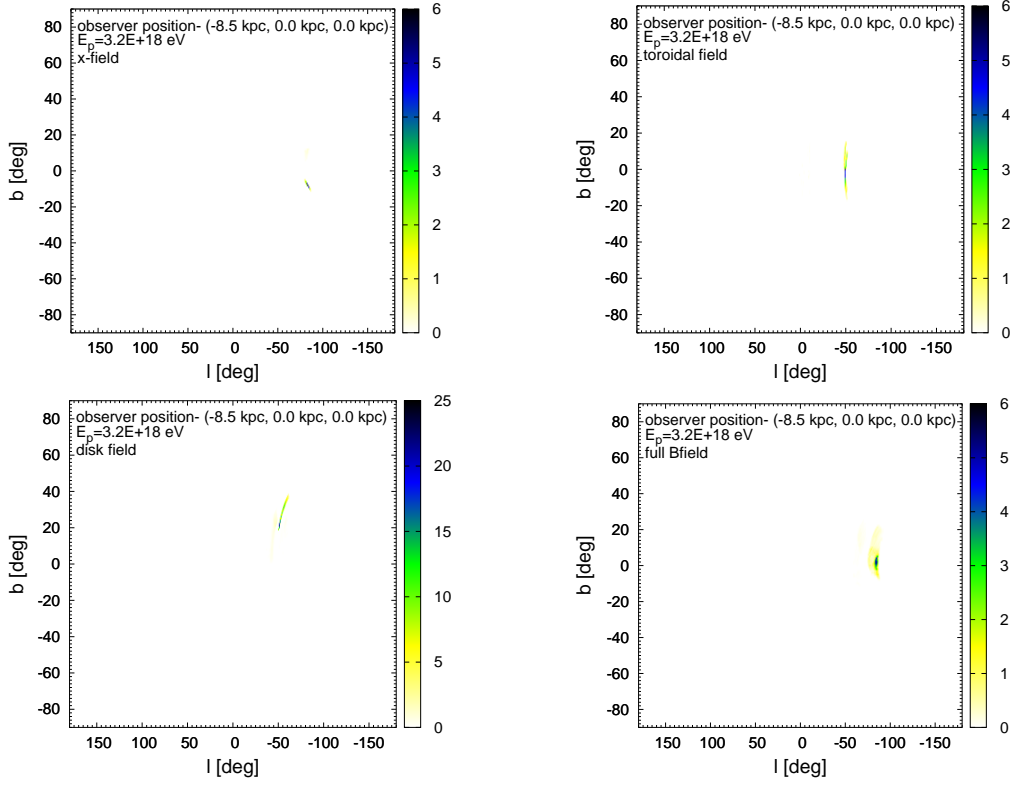 observer position- (-8.5 kpc, 0.0 kpc, 0.0 kpc)
E_p=3.2E+18 eV
x-field
80
60
40
20
0
-20
-40
-60
-80
b [deg]
150 100 50 0 -50 -100 -150
l [deg]
6
5
4
3
2
1
0
observer position- (-8.5 kpc, 0.0 kpc, 0.0 kpc)
E_p=3.2E+18 eV
toroidal field
80
60
40
20
0
-20
-40
-60
-80
b [deg]
150 100 50 0 -50 -100 -150
l [deg]
6
5
4
3
2
1
0
observer position- (-8.5 kpc, 0.0 kpc, 0.0 kpc)
E_p=3.2E+18 eV
disk field
80
60
40
20
0
-20
-40
-60
-80
b [deg]
150 100 50 0 -50 -100 -150
l [deg]
25
20
15
10
5
0
observer position- (-8.5 kpc, 0.0 kpc, 0.0 kpc)
E_p=3.2E+18 eV
full Bfield
80
60
40
20
0
-20
-40
-60
-80
b [deg]
150 100 50 0 -50 -100 -150
l [deg]
6
5
4
3
2
1
0